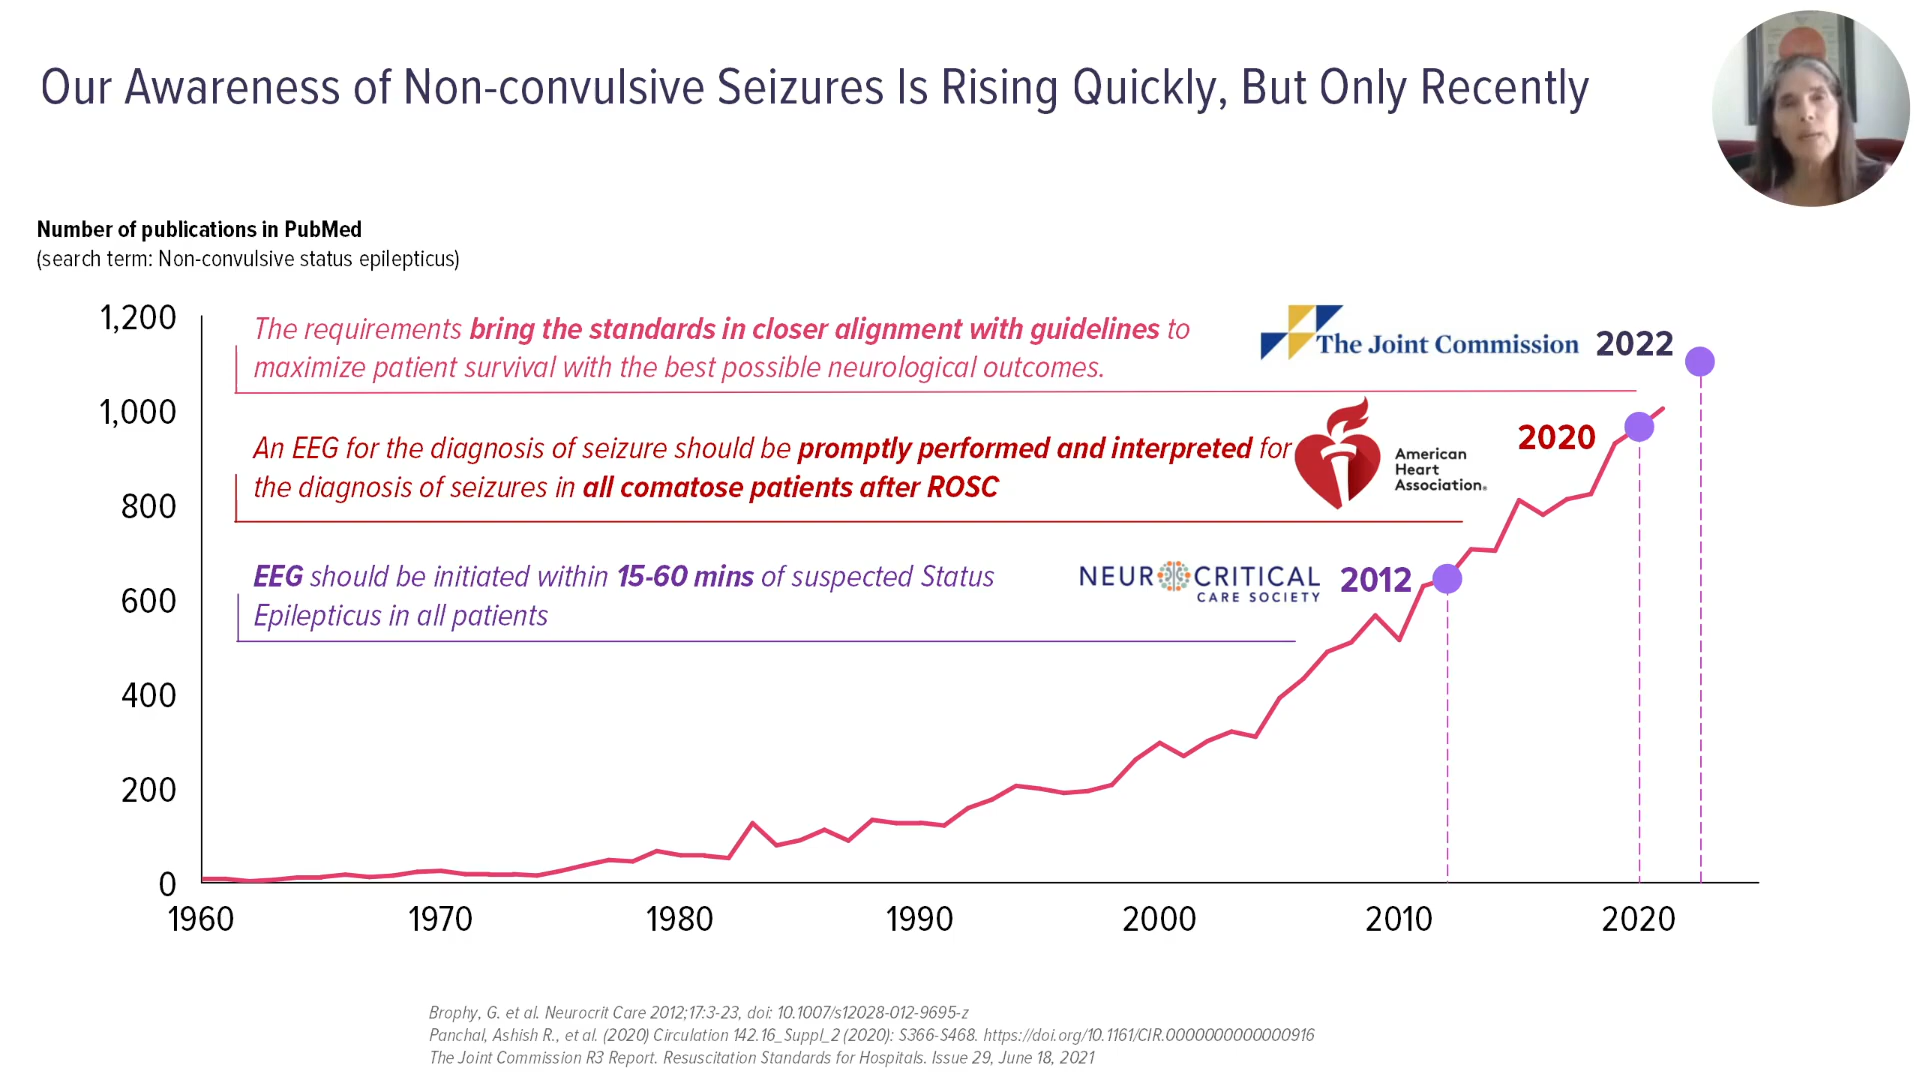 Our Awareness of Non-convulsive Seizures Is Rising Quickly, But Only Recently
Number of publications in PubMed
(search term: Non-convulsive status epilepticus)
1,200
The requirements bring the standards in closer alignment with guidelines to
maximize patient survival with the best possible neurological outcomes.
The Joint Commission
2022
1,000
An EEG for the diagnosis of seizure should be promptly performed and interpreted for
the diagnosis of seizures in all comatose patients after ROSC
American
Heart
Association®
2020
800
EEG should be initiated within 15-60 mins of suspected Status
Epilepticus in all patients
NEUROCRITICAL
CARE SOCIETY
2012
600
400
200
0
1960 1970 1980 1990 2000 2010 2020
Brophy, G. et al. Neurocrit Care 2012;17:3-23, doi: 10.1007/s12028-012-9695-z
Panchal, Ashish R., et al. (2020) Circulation 142.16_Suppl_2 (2020): S366-S468. https://doi.org/10.1161/CIR.0000000000000916
The Joint Commission R3 Report. Resuscitation Standards for Hospitals. Issue 29, June 18, 2021